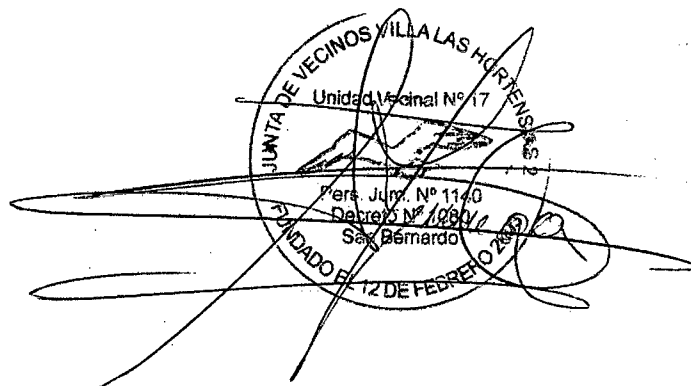 JUNTA DE VECINOS VILLA LAS HORTENSIAS 2
Unidad Vecinal Nº 17
Pers. Jurd. Nº 1140
Decreto Nº 1080
San Bernardo
FUNDADO EL 12 DE FEBRERO